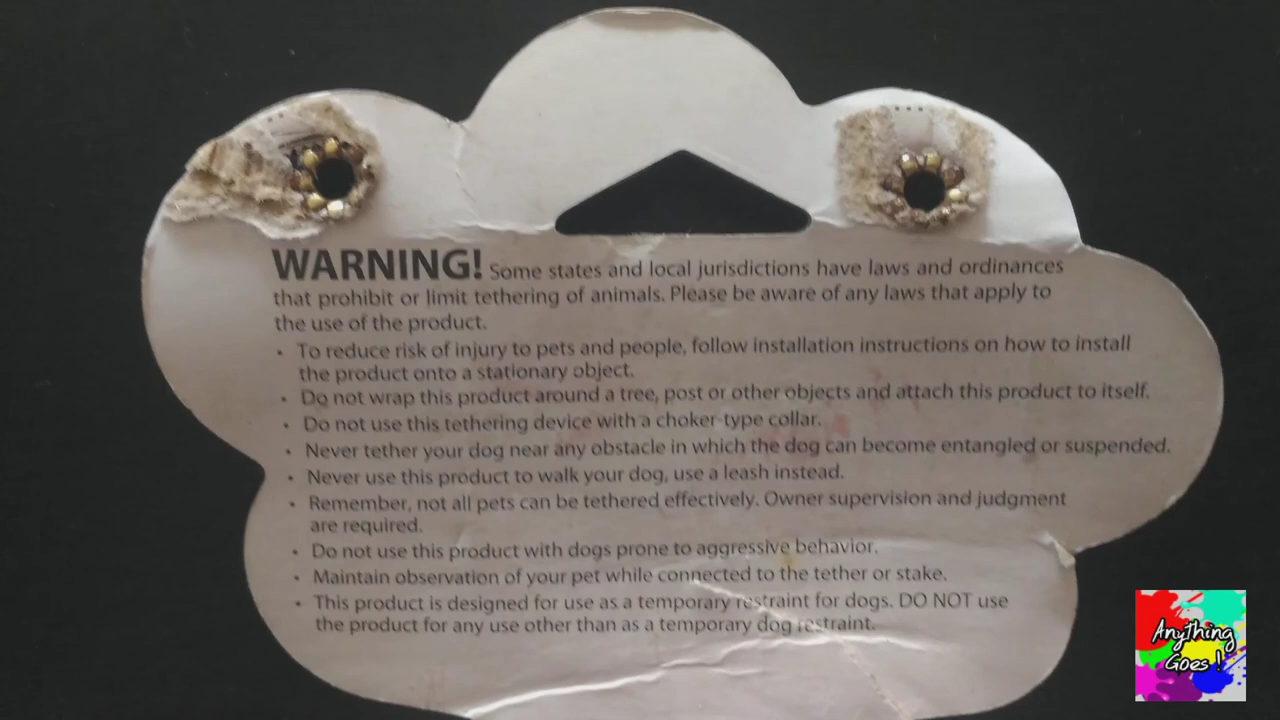 WARNING! Some states and local jurisdictions have laws and ordinances
that prohibit or limit tethering of animals. Please be aware of any laws that apply to
the use of the product.
• To reduce risk of injury to pets and people, follow installation instructions on how to install
the product onto a stationary object.
• Do not wrap this product around a tree, post or other objects and attach this product to itself.
• Do not use this tethering device with a choker-type collar.
• Never tether your dog near any obstacle in which the dog can become entangled or suspended.
• Never use this product to walk your dog, use a leash instead.
• Remember, not all pets can be tethered effectively. Owner supervision and judgment
are required.
• Do not use this product with dogs prone to aggressive behavior.
• Maintain observation of your pet while connected to the tether or stake.
• This product is designed for use as a temporary restraint for dogs. DO NOT use
the product for any use other than as a temporary dog restraint.
Anything
Goes !